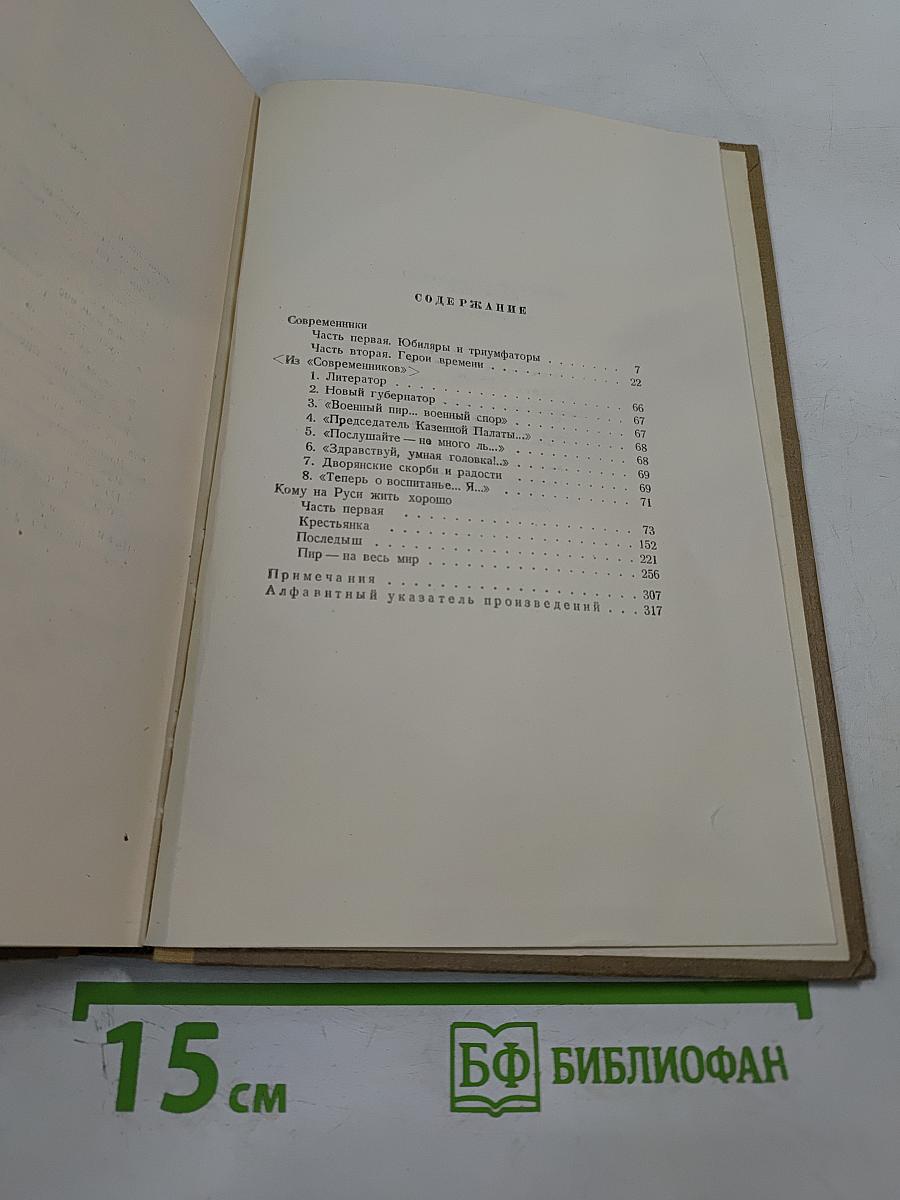 СОДЕРЖАНИЕ
Современники
Часть первая. Юбиляры и триумфаторы . . . . . . . 7
Часть вторая. Герои времени . . . . . . . . . . . 22
<Из «Современников»>
1. Литератор . . . . . . . . . . . . . . . . . . . 66
2. Новый губернатор . . . . . . . . . . . . . . . 67
3. «Военный пир... военный спор» . . . . . . . . . 67
4. «Председатель Казенной Палаты...» . . . . . . . 68
5. «Послушайте — не много ль...» . . . . . . . . . 68
6. «Здравствуй, умная головка!..» . . . . . . . . 69
7. Дворянские скорби и радости . . . . . . . . . 69
8. «Теперь о воспитанье... Я...» . . . . . . . . . 71
Кому на Руси жить хорошо
Часть первая . . . . . . . . . . . . . . . . . . 73
Крестьянка . . . . . . . . . . . . . . . . . . . 152
Последыш . . . . . . . . . . . . . . . . . . . . 221
Пир — на весь мир . . . . . . . . . . . . . . . . 256
Примечания . . . . . . . . . . . . . . . . . . . 307
Алфавитный указатель произведений . . . 317
15 см
БФ БИБЛИОФАН